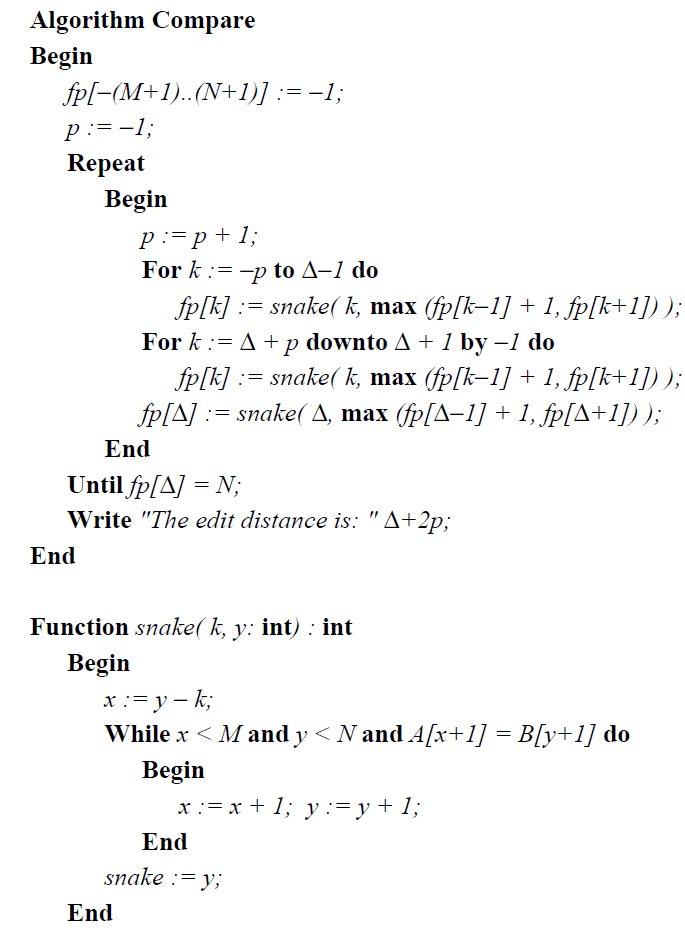 Algorithm Compare
Begin
fp[–(M+1)..(N+1)] := –1;
p := –1;
Repeat
Begin
p := p + 1;
For k := –p to Δ–1 do
fp[k] := snake( k, max (fp[k–1] + 1, fp[k+1]) );
For k := Δ + p downto Δ + 1 by –1 do
fp[k] := snake( k, max (fp[k–1] + 1, fp[k+1]) );
fp[Δ] := snake( Δ, max (fp[Δ–1] + 1, fp[Δ+1]) );
End
Until fp[Δ] = N;
Write "The edit distance is: " Δ+2p;
End
Function snake( k, y: int) : int
Begin
x := y – k;
While x < M and y < N and A[x+1] = B[y+1] do
Begin
x := x + 1; y := y + 1;
End
snake := y;
End